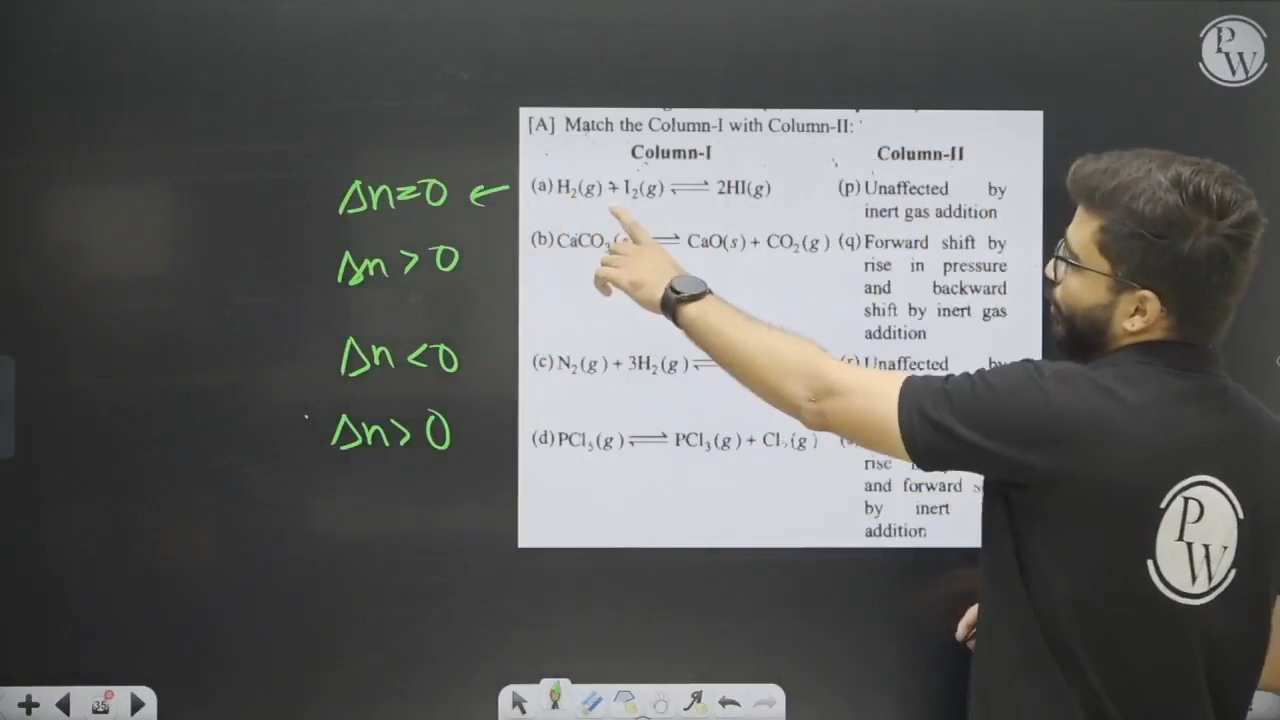 P
W
[A] Match the Column-I with Column-II:
Column-I Column-II
Δn=0 ← (a) H₂(g) + I₂(g) ⇌ 2HI(g) (p) Unaffected by
inert gas addition
Δn > 0 (b) CaCO₃ ⇌ CaO(s) + CO₂(g) (q) Forward shift by
rise in pressure
and backward
shift by inert gas
addition
Δn < 0 (c) N₂(g) + 3H₂(g) ⇌ (r) Unaffected by
Δn > 0 (d) PCl₅(g) ⇌ PCl₃(g) + Cl₂(g)
rise
and forward
by inert
addition
P
W
35